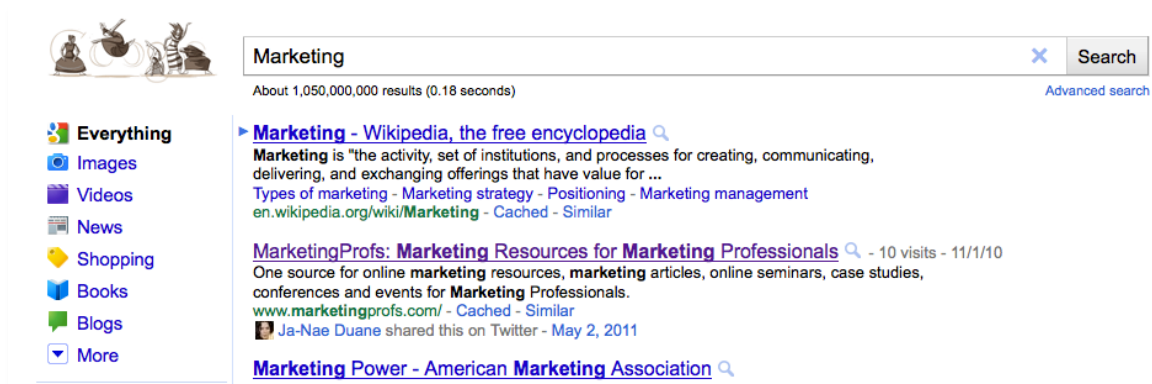 Marketing
Search
About 1,050,000,000 results (0.18 seconds)
Advanced search
Everything
Images
Videos
News
Shopping
Books
Blogs
More
Marketing - Wikipedia, the free encyclopedia
Marketing is "the activity, set of institutions, and processes for creating, communicating,
delivering, and exchanging offerings that have value for ...
Types of marketing - Marketing strategy - Positioning - Marketing management
en.wikipedia.org/wiki/Marketing - Cached - Similar
MarketingProfs: Marketing Resources for Marketing Professionals - 10 visits - 11/1/10
One source for online marketing resources, marketing articles, online seminars, case studies,
conferences and events for Marketing Professionals.
www.marketingprofs.com/ - Cached - Similar
Ja-Nae Duane shared this on Twitter - May 2, 2011
Marketing Power - American Marketing Association